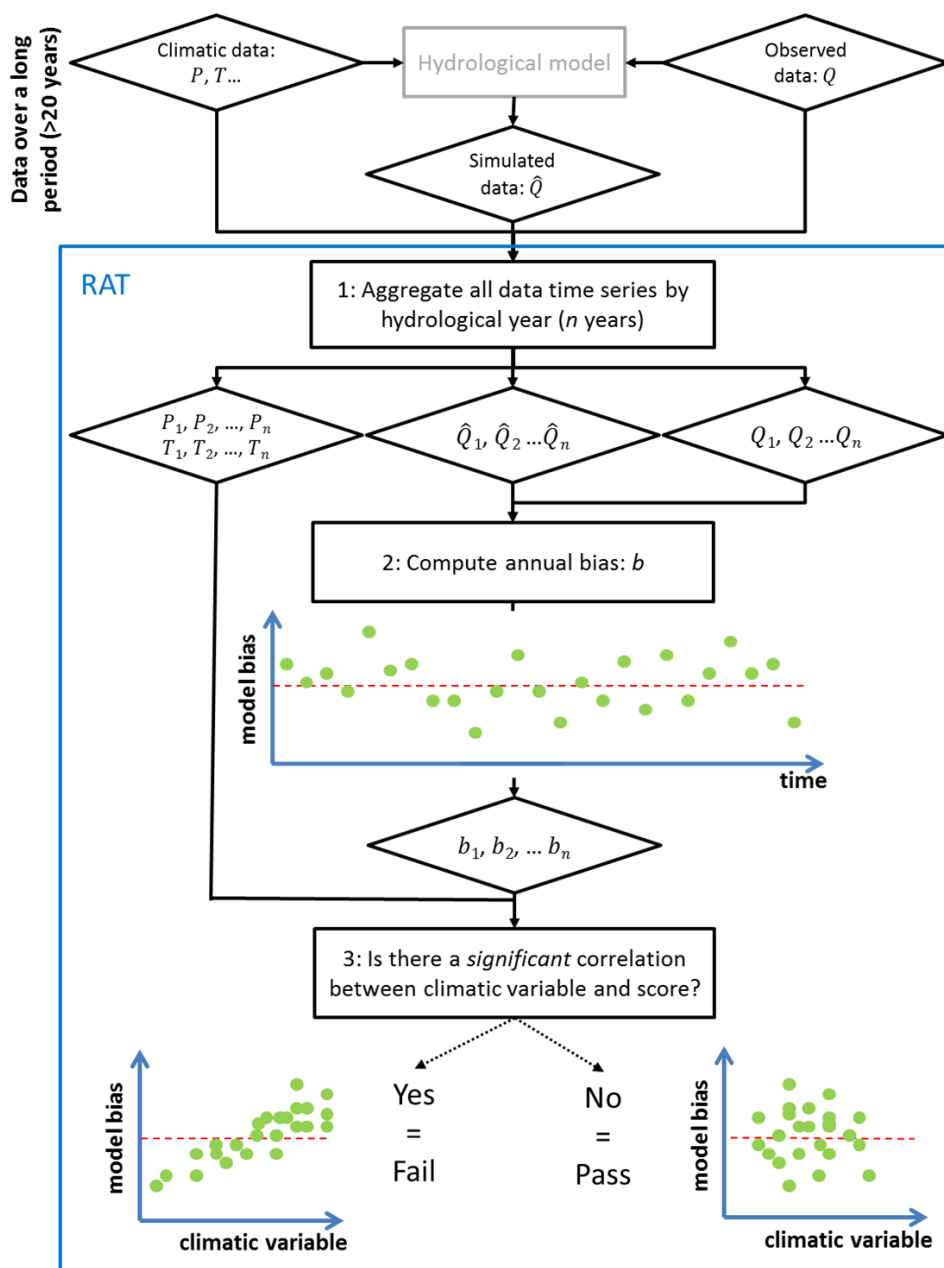 Data over a long
period (>20 years)
Climatic data:
P, T...
Hydrological model
Observed
data: Q
Simulated
data: Q̂
RAT
1: Aggregate all data time series by
hydrological year (n years)
P₁, P₂, ..., Pₙ
T₁, T₂, ..., Tₙ
Q̂₁, Q̂₂ ...Q̂ₙ
Q₁, Q₂ ...Qₙ
2: Compute annual bias: b
model bias
time
b₁, b₂, ... bₙ
3: Is there a significant correlation
between climatic variable and score?
model bias
climatic variable
Yes
=
Fail
No
=
Pass
model bias
climatic variable